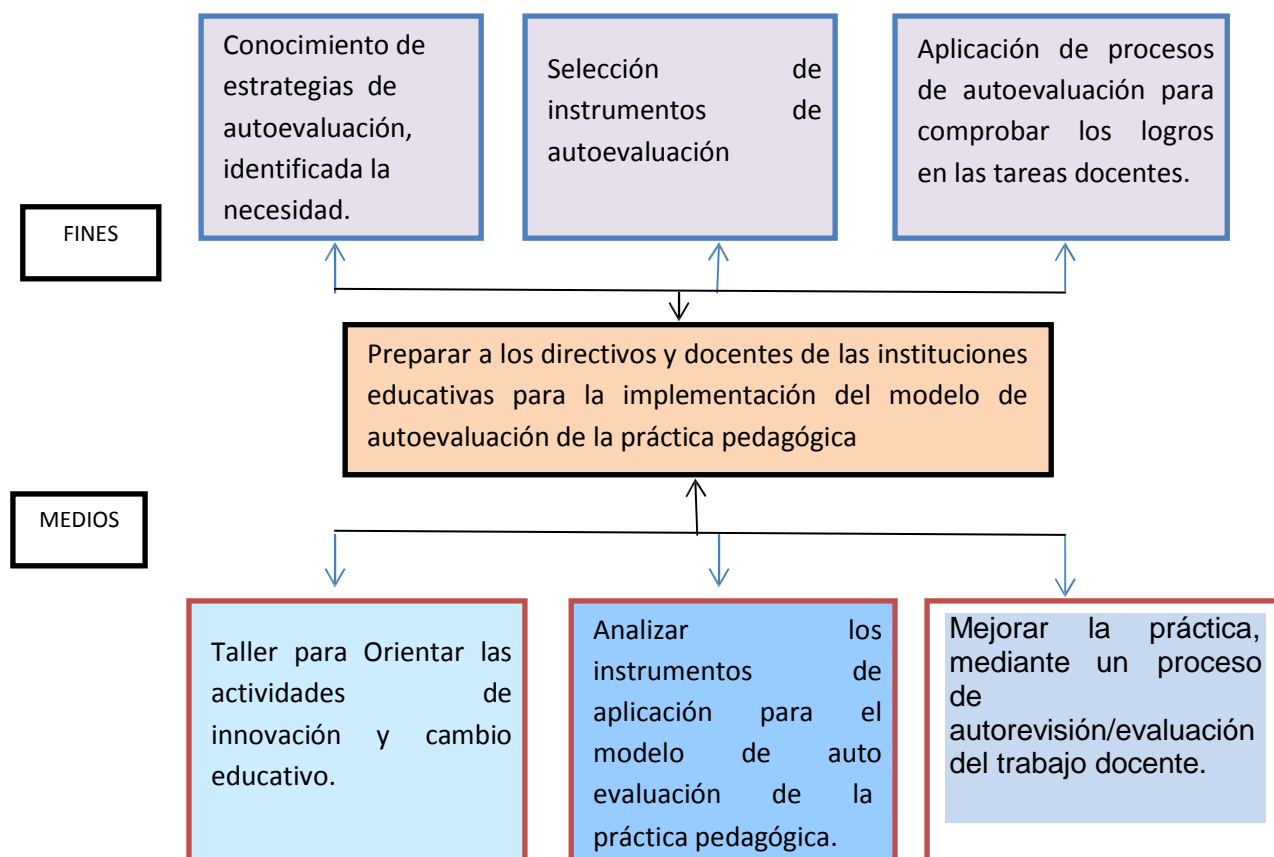 Conocimiento de
estrategias de
autoevaluación,
identificada la
necesidad.
Selección de
instrumentos de
autoevaluación
Aplicación de procesos
de autoevaluación para
comprobar los logros
en las tareas docentes.
FINES
Preparar a los directivos y docentes de las instituciones
educativas para la implementación del modelo de
autoevaluación de la práctica pedagógica
MEDIOS
Taller para Orientar las
actividades de
innovación y cambio
educativo.
Analizar los
instrumentos de
aplicación para el
modelo de auto
evaluación de la
práctica pedagógica.
Mejorar la práctica,
mediante un proceso
de
autorevisión/evaluación
del trabajo docente.